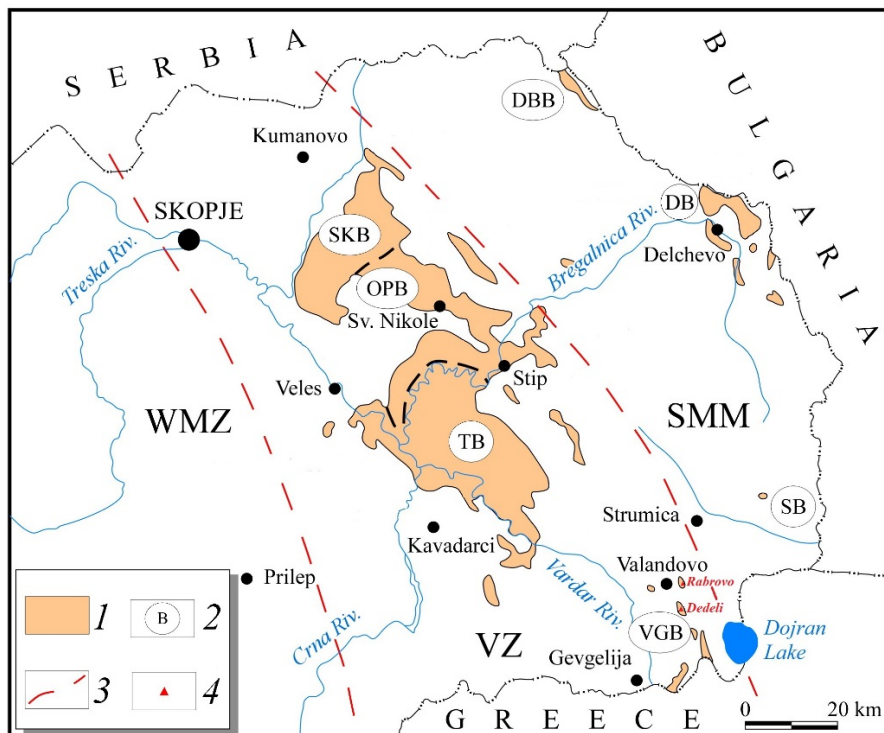 SERBIA
BULGARIA
DBB
Kumanovo
SKOPJE
SKB
DB
Treska Riv.
Bregalnica Riv.
Delchevo
OPB
Sv. Nikole
Stip
Veles
WMZ
SMM
TB
SB
Strumica
Kavadarci
Valandovo
Rabrovo
Prilep
Dedeli
Vardar Riv.
VGB
Dojran
Lake
Crna Riv.
VZ
Gevgelija
1
B
2
3
4
GREECE
0 20 km